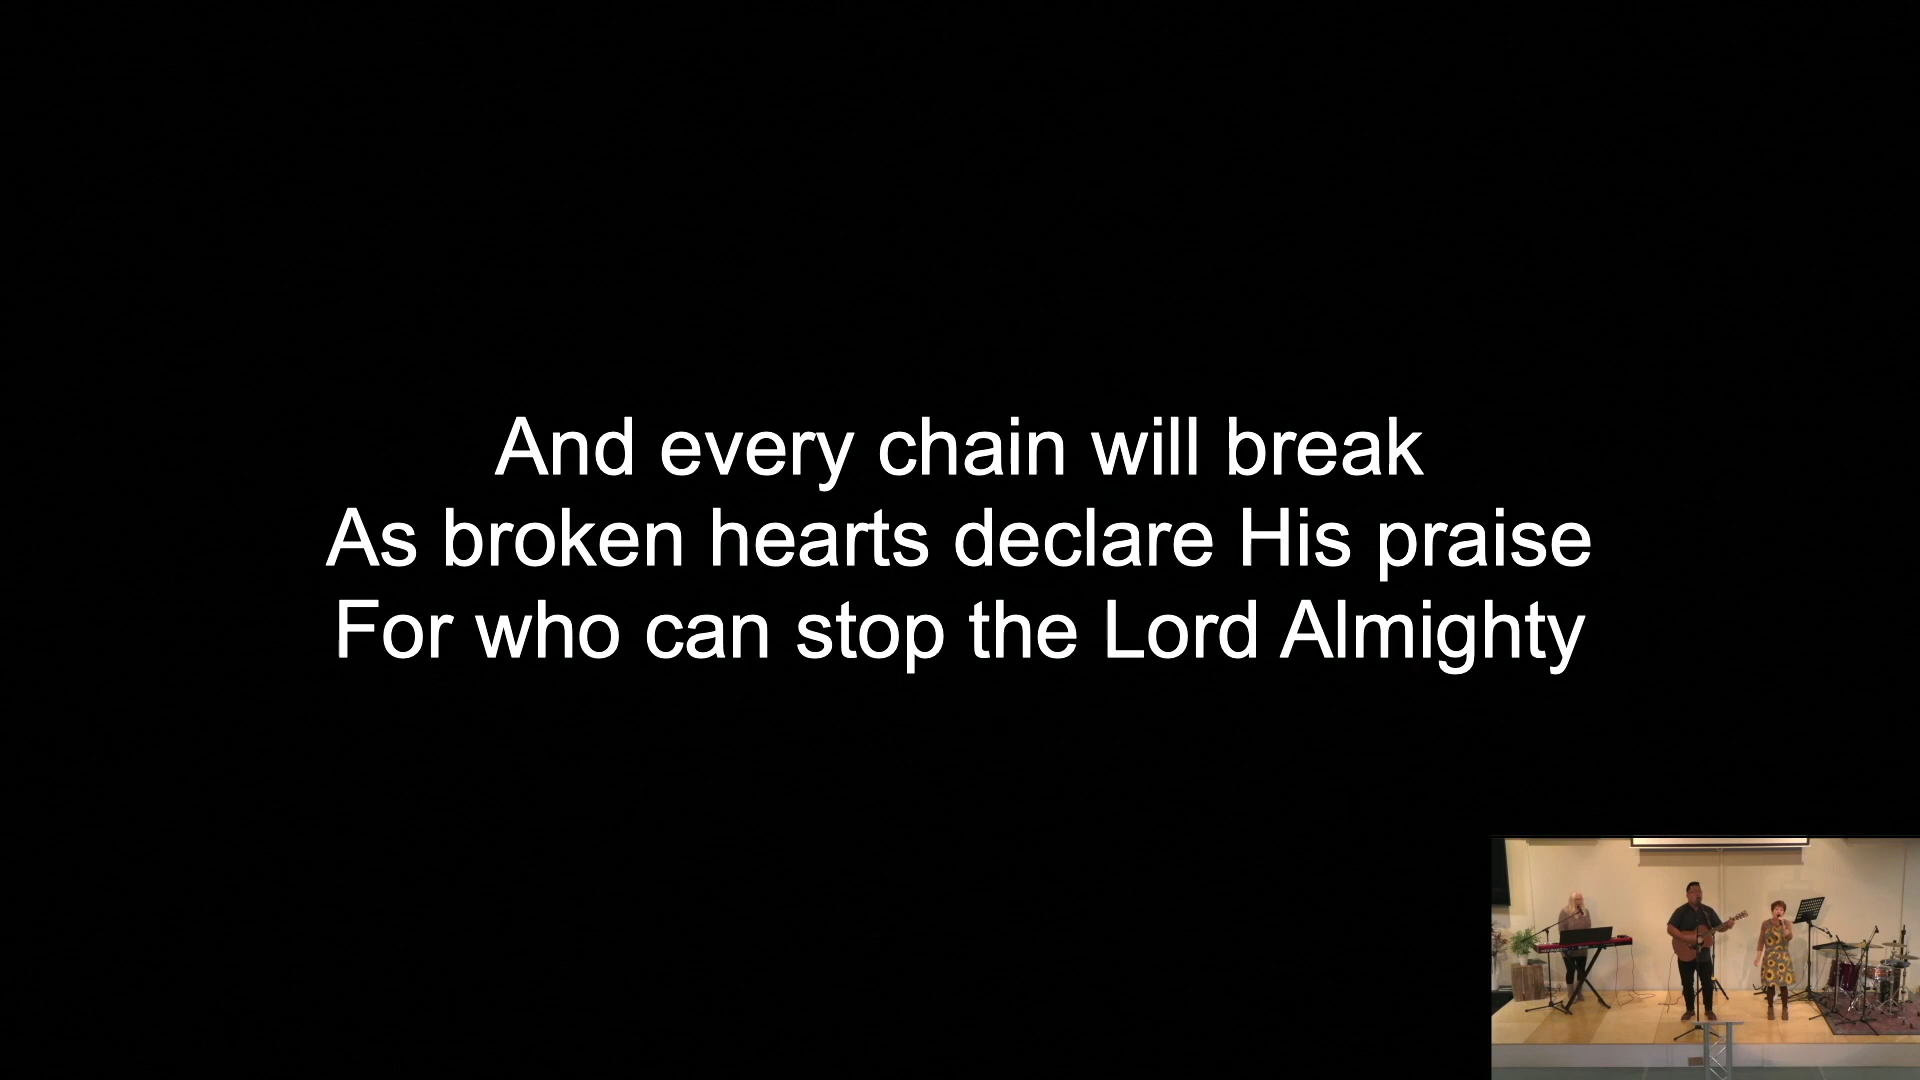 And every chain will break
As broken hearts declare His praise
For who can stop the Lord Almighty